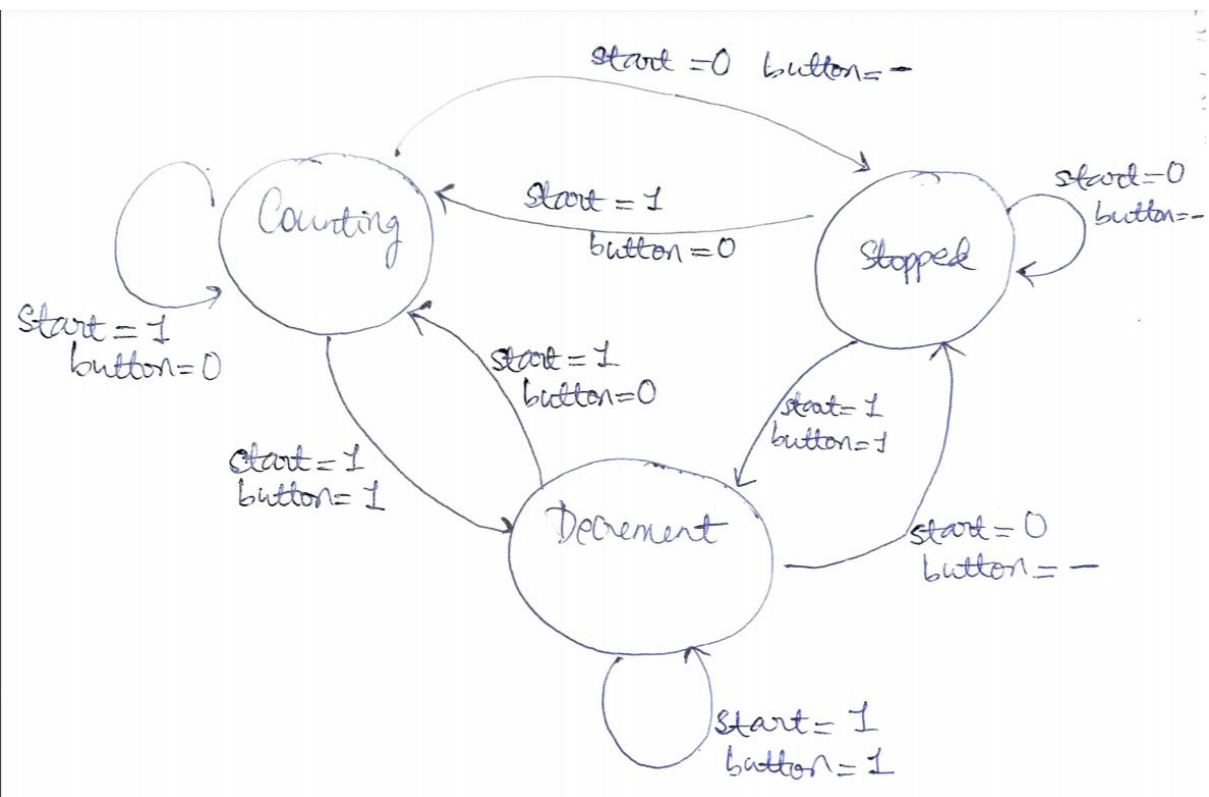 start =0 button= -
start=0
button=-
Counting
start = 1
button=0
Stopped
start = 1
button=0
start = 1
button=0
start= 1
button=1
start= 1
button= 1
Decrement
start= 0
button= —
start= 1
button= 1